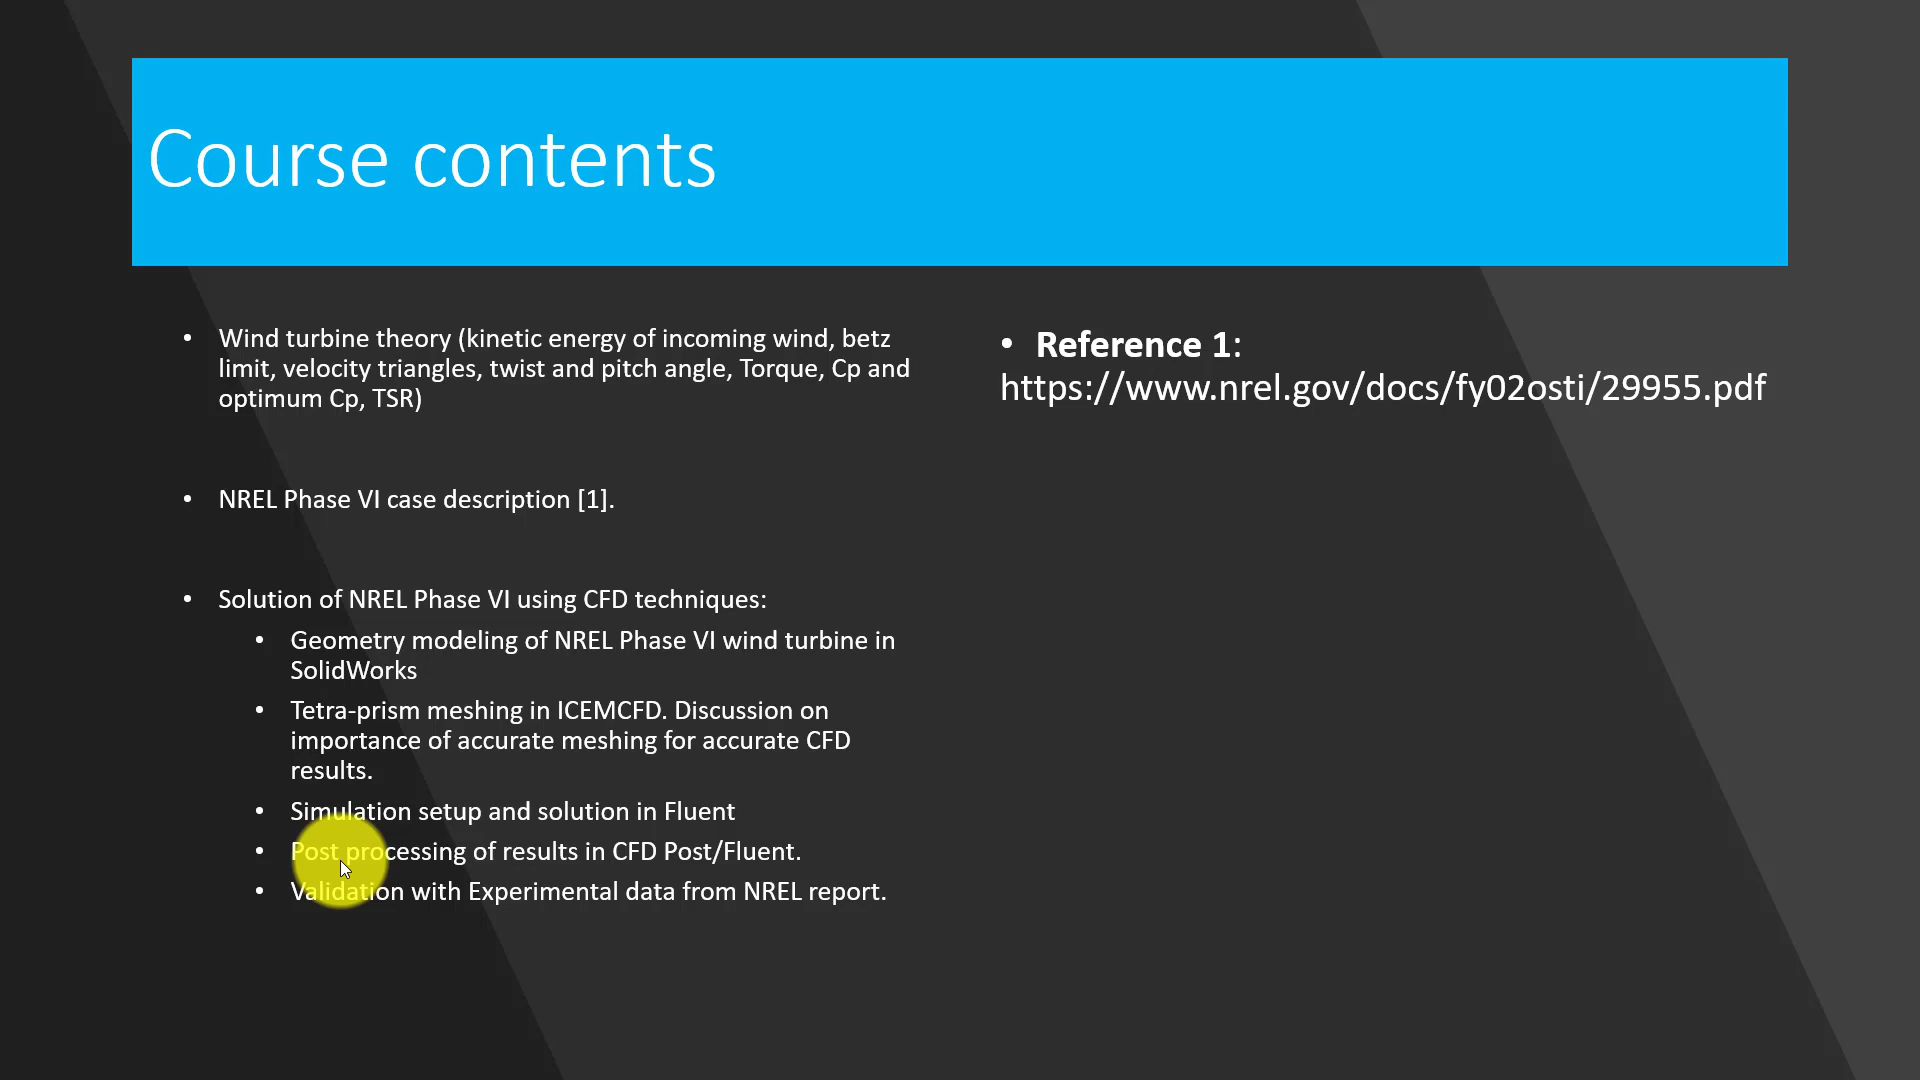 Course contents
• Wind turbine theory (kinetic energy of incoming wind, betz
limit, velocity triangles, twist and pitch angle, Torque, Cp and
optimum Cp, TSR)
• NREL Phase VI case description [1].
• Solution of NREL Phase VI using CFD techniques:
• Geometry modeling of NREL Phase VI wind turbine in
SolidWorks
• Tetra-prism meshing in ICEMCFD. Discussion on
importance of accurate meshing for accurate CFD
results.
• Simulation setup and solution in Fluent
• Post processing of results in CFD Post/Fluent.
• Validation with Experimental data from NREL report.
• Reference 1:
https://www.nrel.gov/docs/fy02osti/29955.pdf